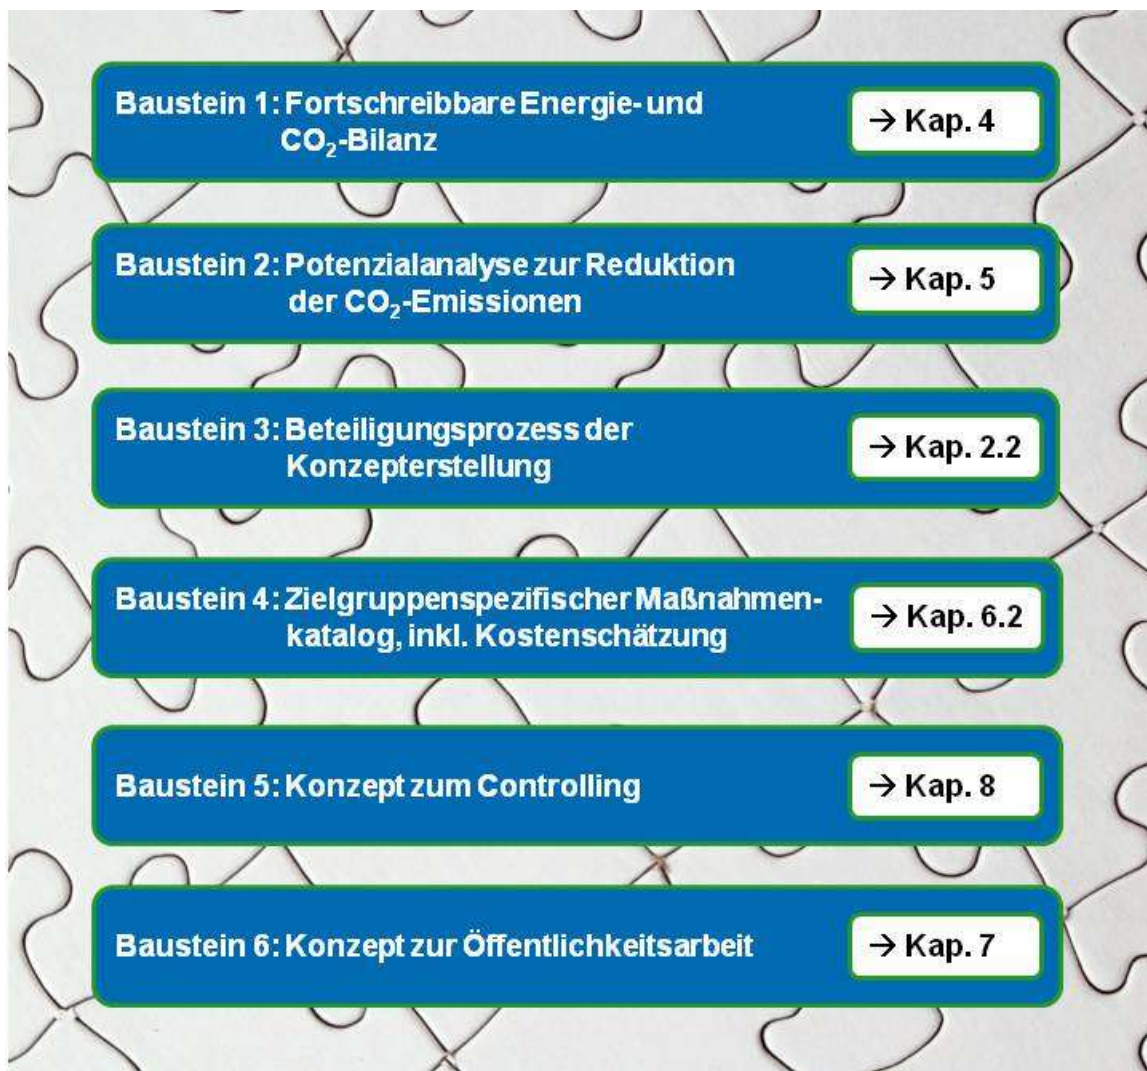 Baustein 1: Fortschreibbare Energie- und
CO₂-Bilanz
→ Kap. 4
Baustein 2: Potenzialanalyse zur Reduktion
der CO₂-Emissionen
→ Kap. 5
Baustein 3: Beteiligungsprozess der
Konzepterstellung
→ Kap. 2.2
Baustein 4: Zielgruppenspezifischer Maßnahmen-
katalog, inkl. Kostenschätzung
→ Kap. 6.2
Baustein 5: Konzept zum Controlling
→ Kap. 8
Baustein 6: Konzept zur Öffentlichkeitsarbeit
→ Kap. 7